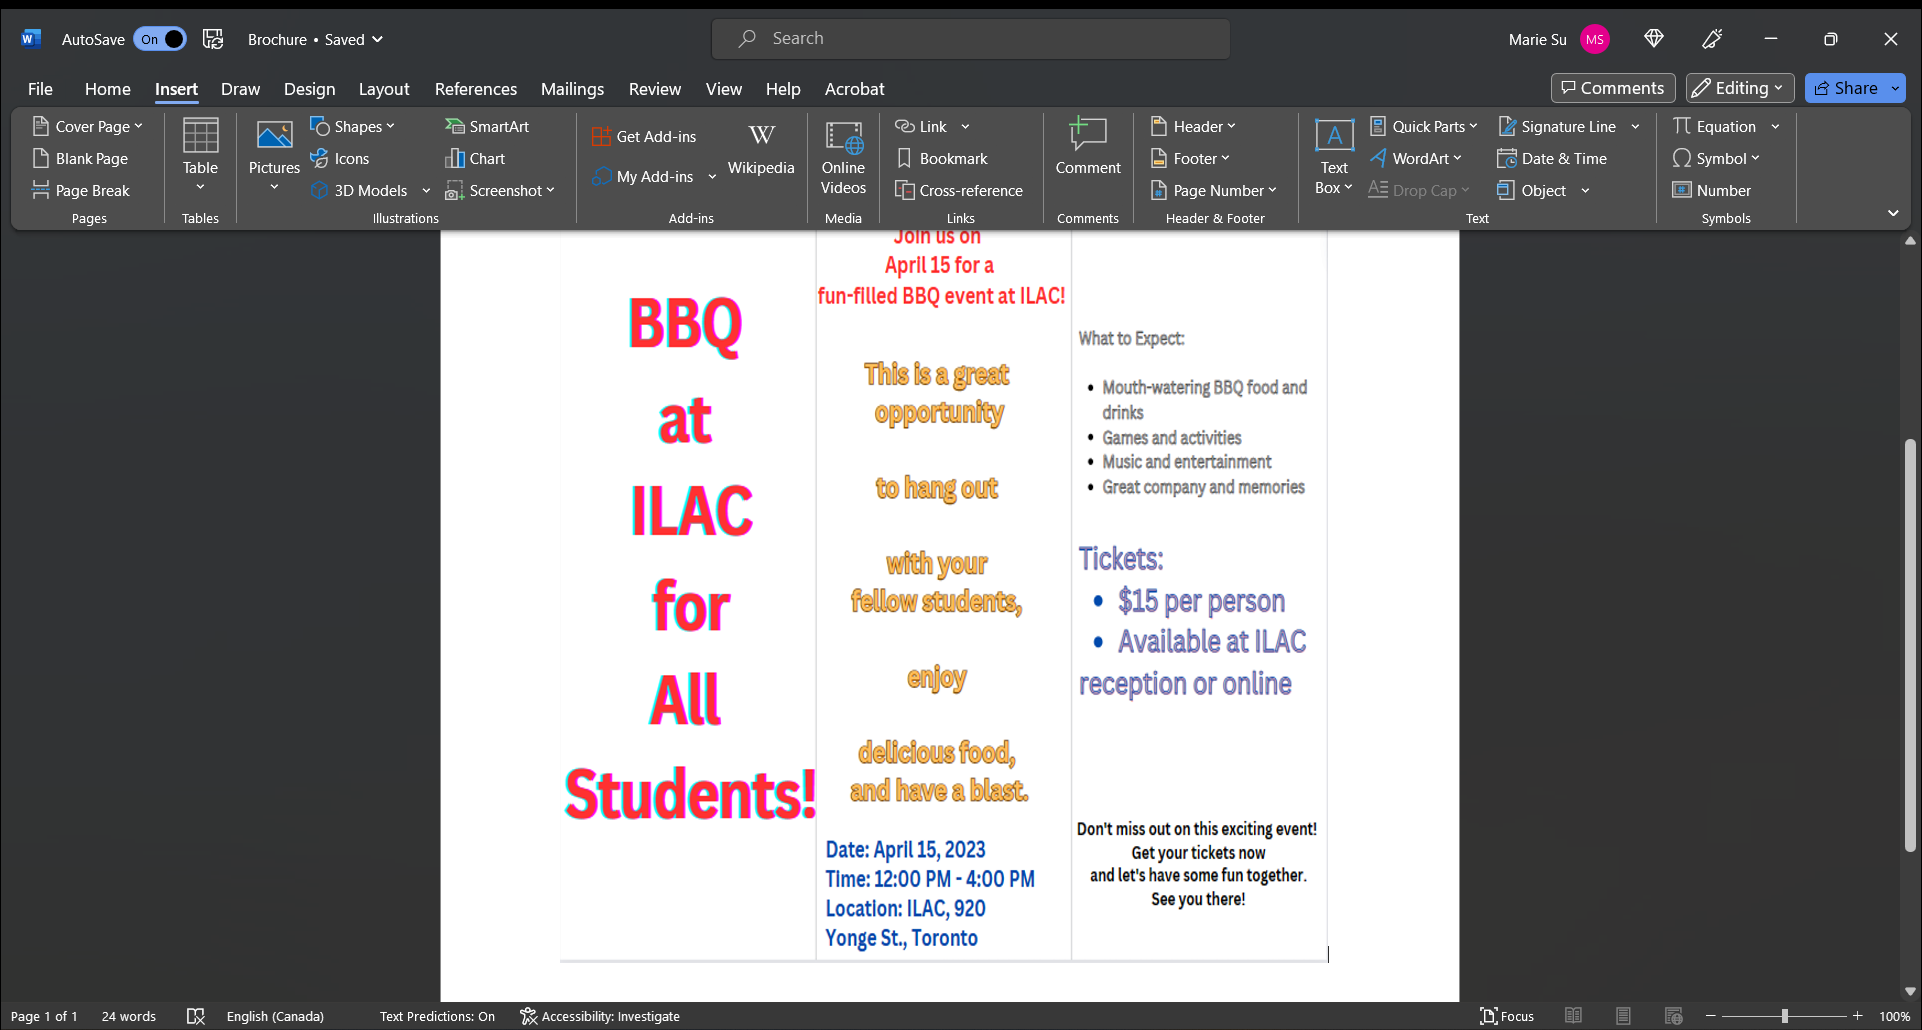 AutoSave On Brochure • Saved Search Marie Su MS
File Home Insert Draw Design Layout References Mailings Review View Help Acrobat Comments Editing Share
Cover Page
Blank Page
Page Break
Pages
Table
Tables
Pictures
Shapes
Icons
3D Models
SmartArt
Chart
Screenshot
Illustrations
Get Add-ins
My Add-ins
W
Wikipedia
Add-ins
Online
Videos
Media
Link
Bookmark
Cross-reference
Links
Comment
Comments
Header
Footer
Page Number
Header & Footer
Text
Box
Quick Parts
WordArt
Drop Cap
Signature Line
Date & Time
Object
Text
Equation
Symbol
Number
Symbols
BBQ
at
ILAC
for
All
Students!
Join us on
April 15 for a
fun-filled BBQ event at ILAC!
This is a great
opportunity
to hang out
with your
fellow students,
enjoy
delicious food,
and have a blast.
Date: April 15, 2023
Time: 12:00 PM - 4:00 PM
Location: ILAC, 920
Yonge St., Toronto
What to Expect:
• Mouth-watering BBQ food and
drinks
• Games and activities
• Music and entertainment
• Great company and memories
Tickets:
• $15 per person
• Available at ILAC
reception or online
Don't miss out on this exciting event!
Get your tickets now
and let's have some fun together.
See you there!
Page 1 of 1 24 words English (Canada) Text Predictions: On Accessibility: Investigate Focus 100%